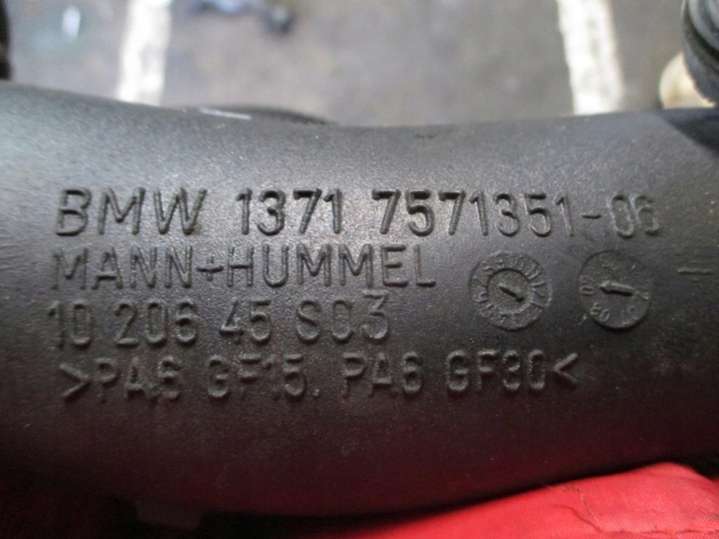 BMW 1371 7571351-06
MANN+HUMMEL
10 206 45 S03
>PA6 GF15. PA6 GF30<